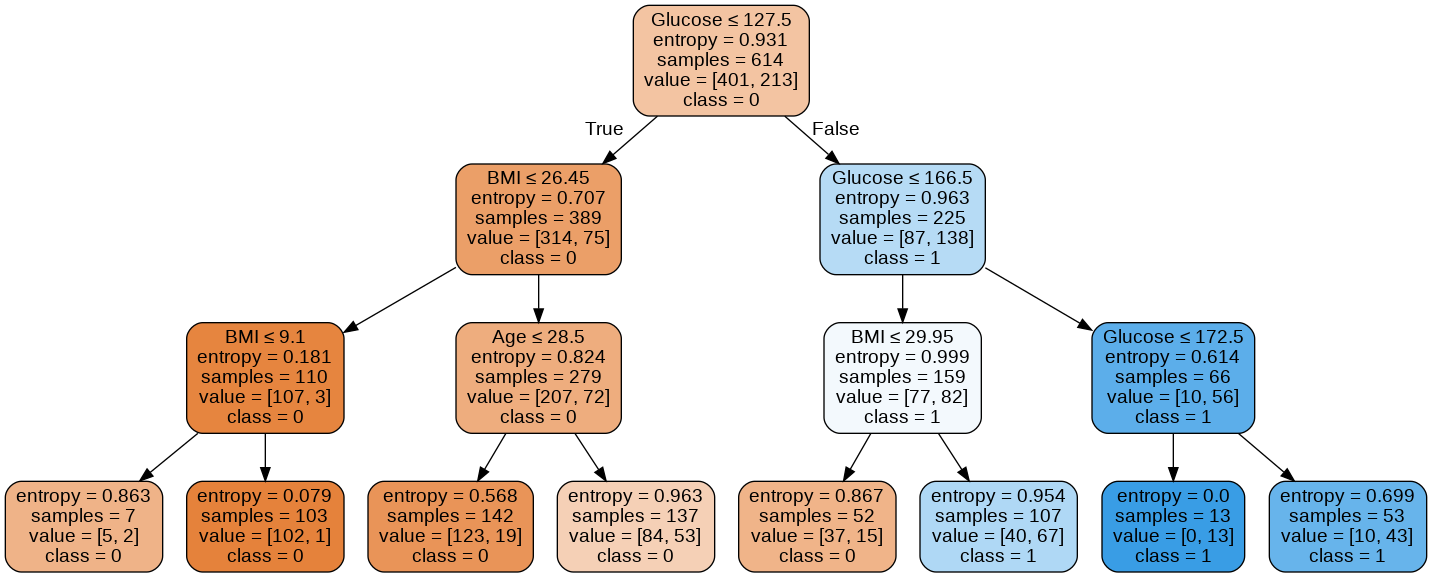 Glucose ≤ 127.5
entropy = 0.931
samples = 614
value = [401, 213]
class = 0
True
False
BMI ≤ 26.45
entropy = 0.707
samples = 389
value = [314, 75]
class = 0
Glucose ≤ 166.5
entropy = 0.963
samples = 225
value = [87, 138]
class = 1
BMI ≤ 9.1
entropy = 0.181
samples = 110
value = [107, 3]
class = 0
Age ≤ 28.5
entropy = 0.824
samples = 279
value = [207, 72]
class = 0
BMI ≤ 29.95
entropy = 0.999
samples = 159
value = [77, 82]
class = 1
Glucose ≤ 172.5
entropy = 0.614
samples = 66
value = [10, 56]
class = 1
entropy = 0.863
samples = 7
value = [5, 2]
class = 0
entropy = 0.079
samples = 103
value = [102, 1]
class = 0
entropy = 0.568
samples = 142
value = [123, 19]
class = 0
entropy = 0.963
samples = 137
value = [84, 53]
class = 0
entropy = 0.867
samples = 52
value = [37, 15]
class = 0
entropy = 0.954
samples = 107
value = [40, 67]
class = 1
entropy = 0.0
samples = 13
value = [0, 13]
class = 1
entropy = 0.699
samples = 53
value = [10, 43]
class = 1